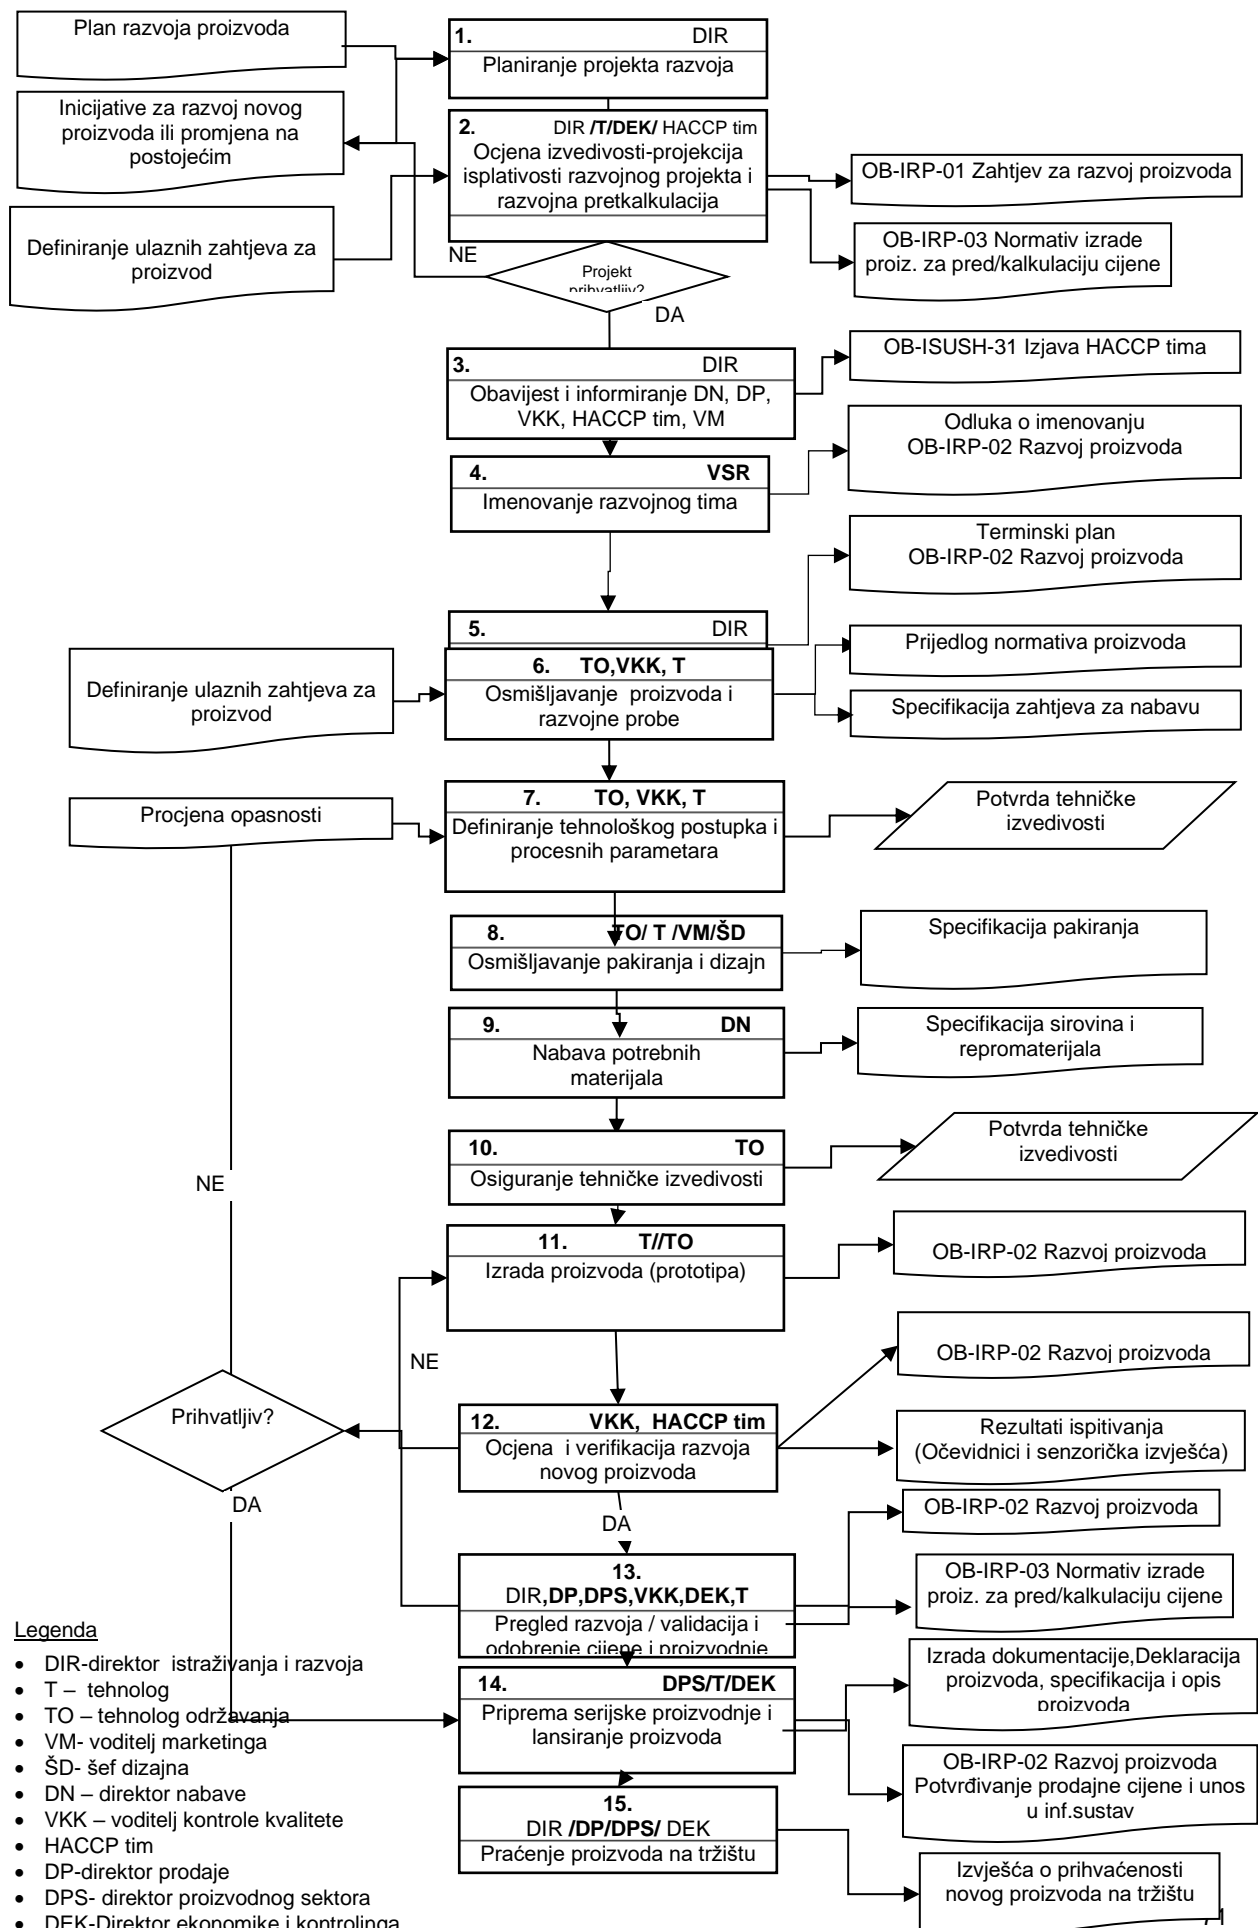 Plan razvoja proizvoda
1. DIR
Planiranje projekta razvoja
Inicijative za razvoj novog
proizvoda ili promjena na
postojećim
2. DIR /T/DEK/ HACCP tim
Ocjena izvedivosti-projekcija
isplativosti razvojnog projekta i
razvojna pretkalkulacija
OB-IRP-01 Zahtjev za razvoj proizvoda
Definiranje ulaznih zahtjeva za
proizvod
OB-IRP-03 Normativ izrade
proiz. za pred/kalkulaciju cijene
NE
Projekt
prihvatljiv?
DA
3. DIR
Obavijest i informiranje DN, DP,
VKK, HACCP tim, VM
OB-ISUSH-31 Izjava HACCP tima
4. VSR
Imenovanje razvojnog tima
Odluka o imenovanju
OB-IRP-02 Razvoj proizvoda
Terminski plan
OB-IRP-02 Razvoj proizvoda
5. DIR
6. TO,VKK, T
Osmišljavanje proizvoda i
razvojne probe
Definiranje ulaznih zahtjeva za
proizvod
Prijedlog normativa proizvoda
Specifikacija zahtjeva za nabavu
Procjena opasnosti
7. TO, VKK, T
Definiranje tehnološkog postupka i
procesnih parametara
Potvrda tehničke
izvedivosti
8. TO/ T /VM/ŠD
Osmišljavanje pakiranja i dizajn
Specifikacija pakiranja
9. DN
Nabava potrebnih
materijala
Specifikacija sirovina i
repromaterijala
10. TO
Osiguranje tehničke izvedivosti
Potvrda tehničke
izvedivosti
NE
11. T//TO
Izrada proizvoda (prototipa)
OB-IRP-02 Razvoj proizvoda
NE
OB-IRP-02 Razvoj proizvoda
Prihvatljiv?
12. VKK, HACCP tim
Ocjena i verifikacija razvoja
novog proizvoda
Rezultati ispitivanja
(Očevidnici i senzorička izvješća)
DA
DA
OB-IRP-02 Razvoj proizvoda
13.
DIR,DP,DPS,VKK,DEK,T
Pregled razvoja / validacija i
odobrenje cijene i proizvodnje
OB-IRP-03 Normativ izrade
proiz. za pred/kalkulaciju cijene
14. DPS/T/DEK
Priprema serijske proizvodnje i
lansiranje proizvoda
Izrada dokumentacije,Deklaracija
proizvoda, specifikacija i opis
proizvoda
OB-IRP-02 Razvoj proizvoda
Potvrđivanje prodajne cijene i unos
u inf.sustav
15.
DIR /DP/DPS/ DEK
Praćenje proizvoda na tržištu
Izvješća o prihvaćenosti
novog proizvoda na tržištu
Legenda
• DIR-direktor istraživanja i razvoja
• T – tehnolog
• TO – tehnolog održavanja
• VM- voditelj marketinga
• ŠD- šef dizajna
• DN – direktor nabave
• VKK – voditelj kontrole kvalitete
• HACCP tim
• DP-direktor prodaje
• DPS- direktor proizvodnog sektora
• DEK-Direktor ekonomike i kontrolinga